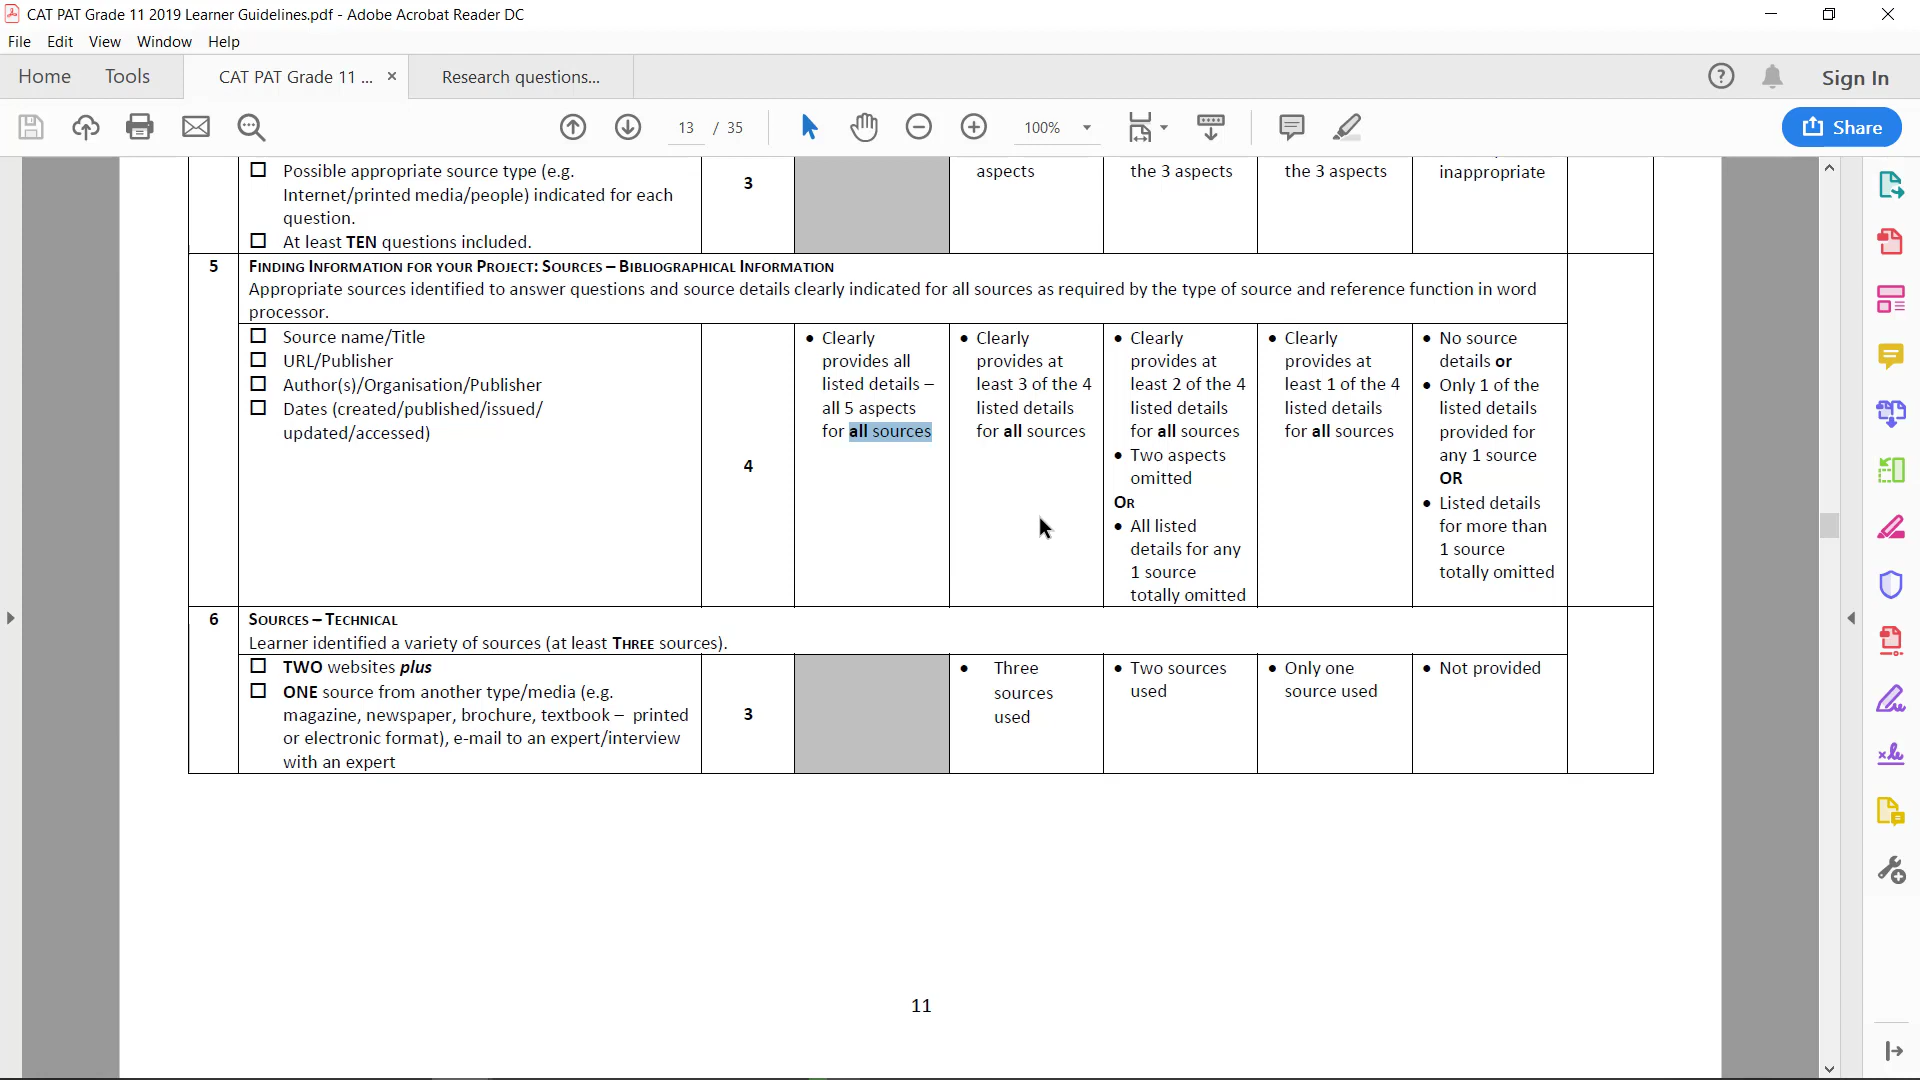 CAT PAT Grade 11 2019 Learner Guidelines.pdf - Adobe Acrobat Reader DC
File Edit View Window Help
Home Tools CAT PAT Grade 11 ... × Research questions... Sign In
13 / 35 100% Share
☐ Possible appropriate source type (e.g.
Internet/printed media/people) indicated for each
question.
☐ At least TEN questions included.
3
aspects
the 3 aspects
the 3 aspects
inappropriate
5 FINDING INFORMATION FOR YOUR PROJECT: SOURCES – BIBLIOGRAPHICAL INFORMATION
Appropriate sources identified to answer questions and source details clearly indicated for all sources as required by the type of source and reference function in word
processor.
☐ Source name/Title
☐ URL/Publisher
☐ Author(s)/Organisation/Publisher
☐ Dates (created/published/issued/
updated/accessed)
4
• Clearly
provides all
listed details –
all 5 aspects
for all sources
• Clearly
provides at
least 3 of the 4
listed details
for all sources
• Clearly
provides at
least 2 of the 4
listed details
for all sources
• Two aspects
omitted
OR
• All listed
details for any
1 source
totally omitted
• Clearly
provides at
least 1 of the 4
listed details
for all sources
• No source
details or
• Only 1 of the
listed details
provided for
any 1 source
OR
• Listed details
for more than
1 source
totally omitted
6 SOURCES – TECHNICAL
Learner identified a variety of sources (at least THREE sources).
☐ TWO websites plus
☐ ONE source from another type/media (e.g.
magazine, newspaper, brochure, textbook – printed
or electronic format), e-mail to an expert/interview
with an expert
3
• Three
sources
used
• Two sources
used
• Only one
source used
• Not provided
11